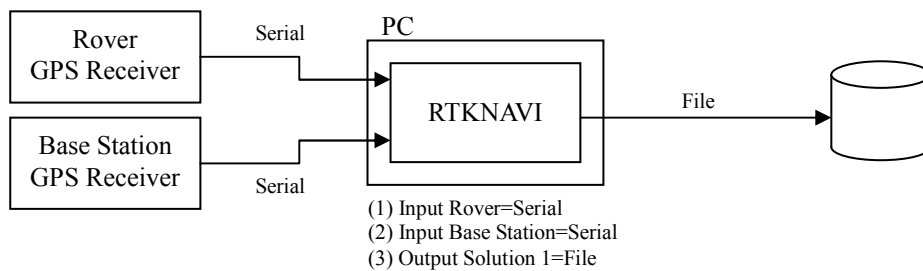 Rover
GPS Receiver
Serial
PC
RTKNAVI
File
Base Station
GPS Receiver
Serial
(1) Input Rover=Serial
(2) Input Base Station=Serial
(3) Output Solution 1=File